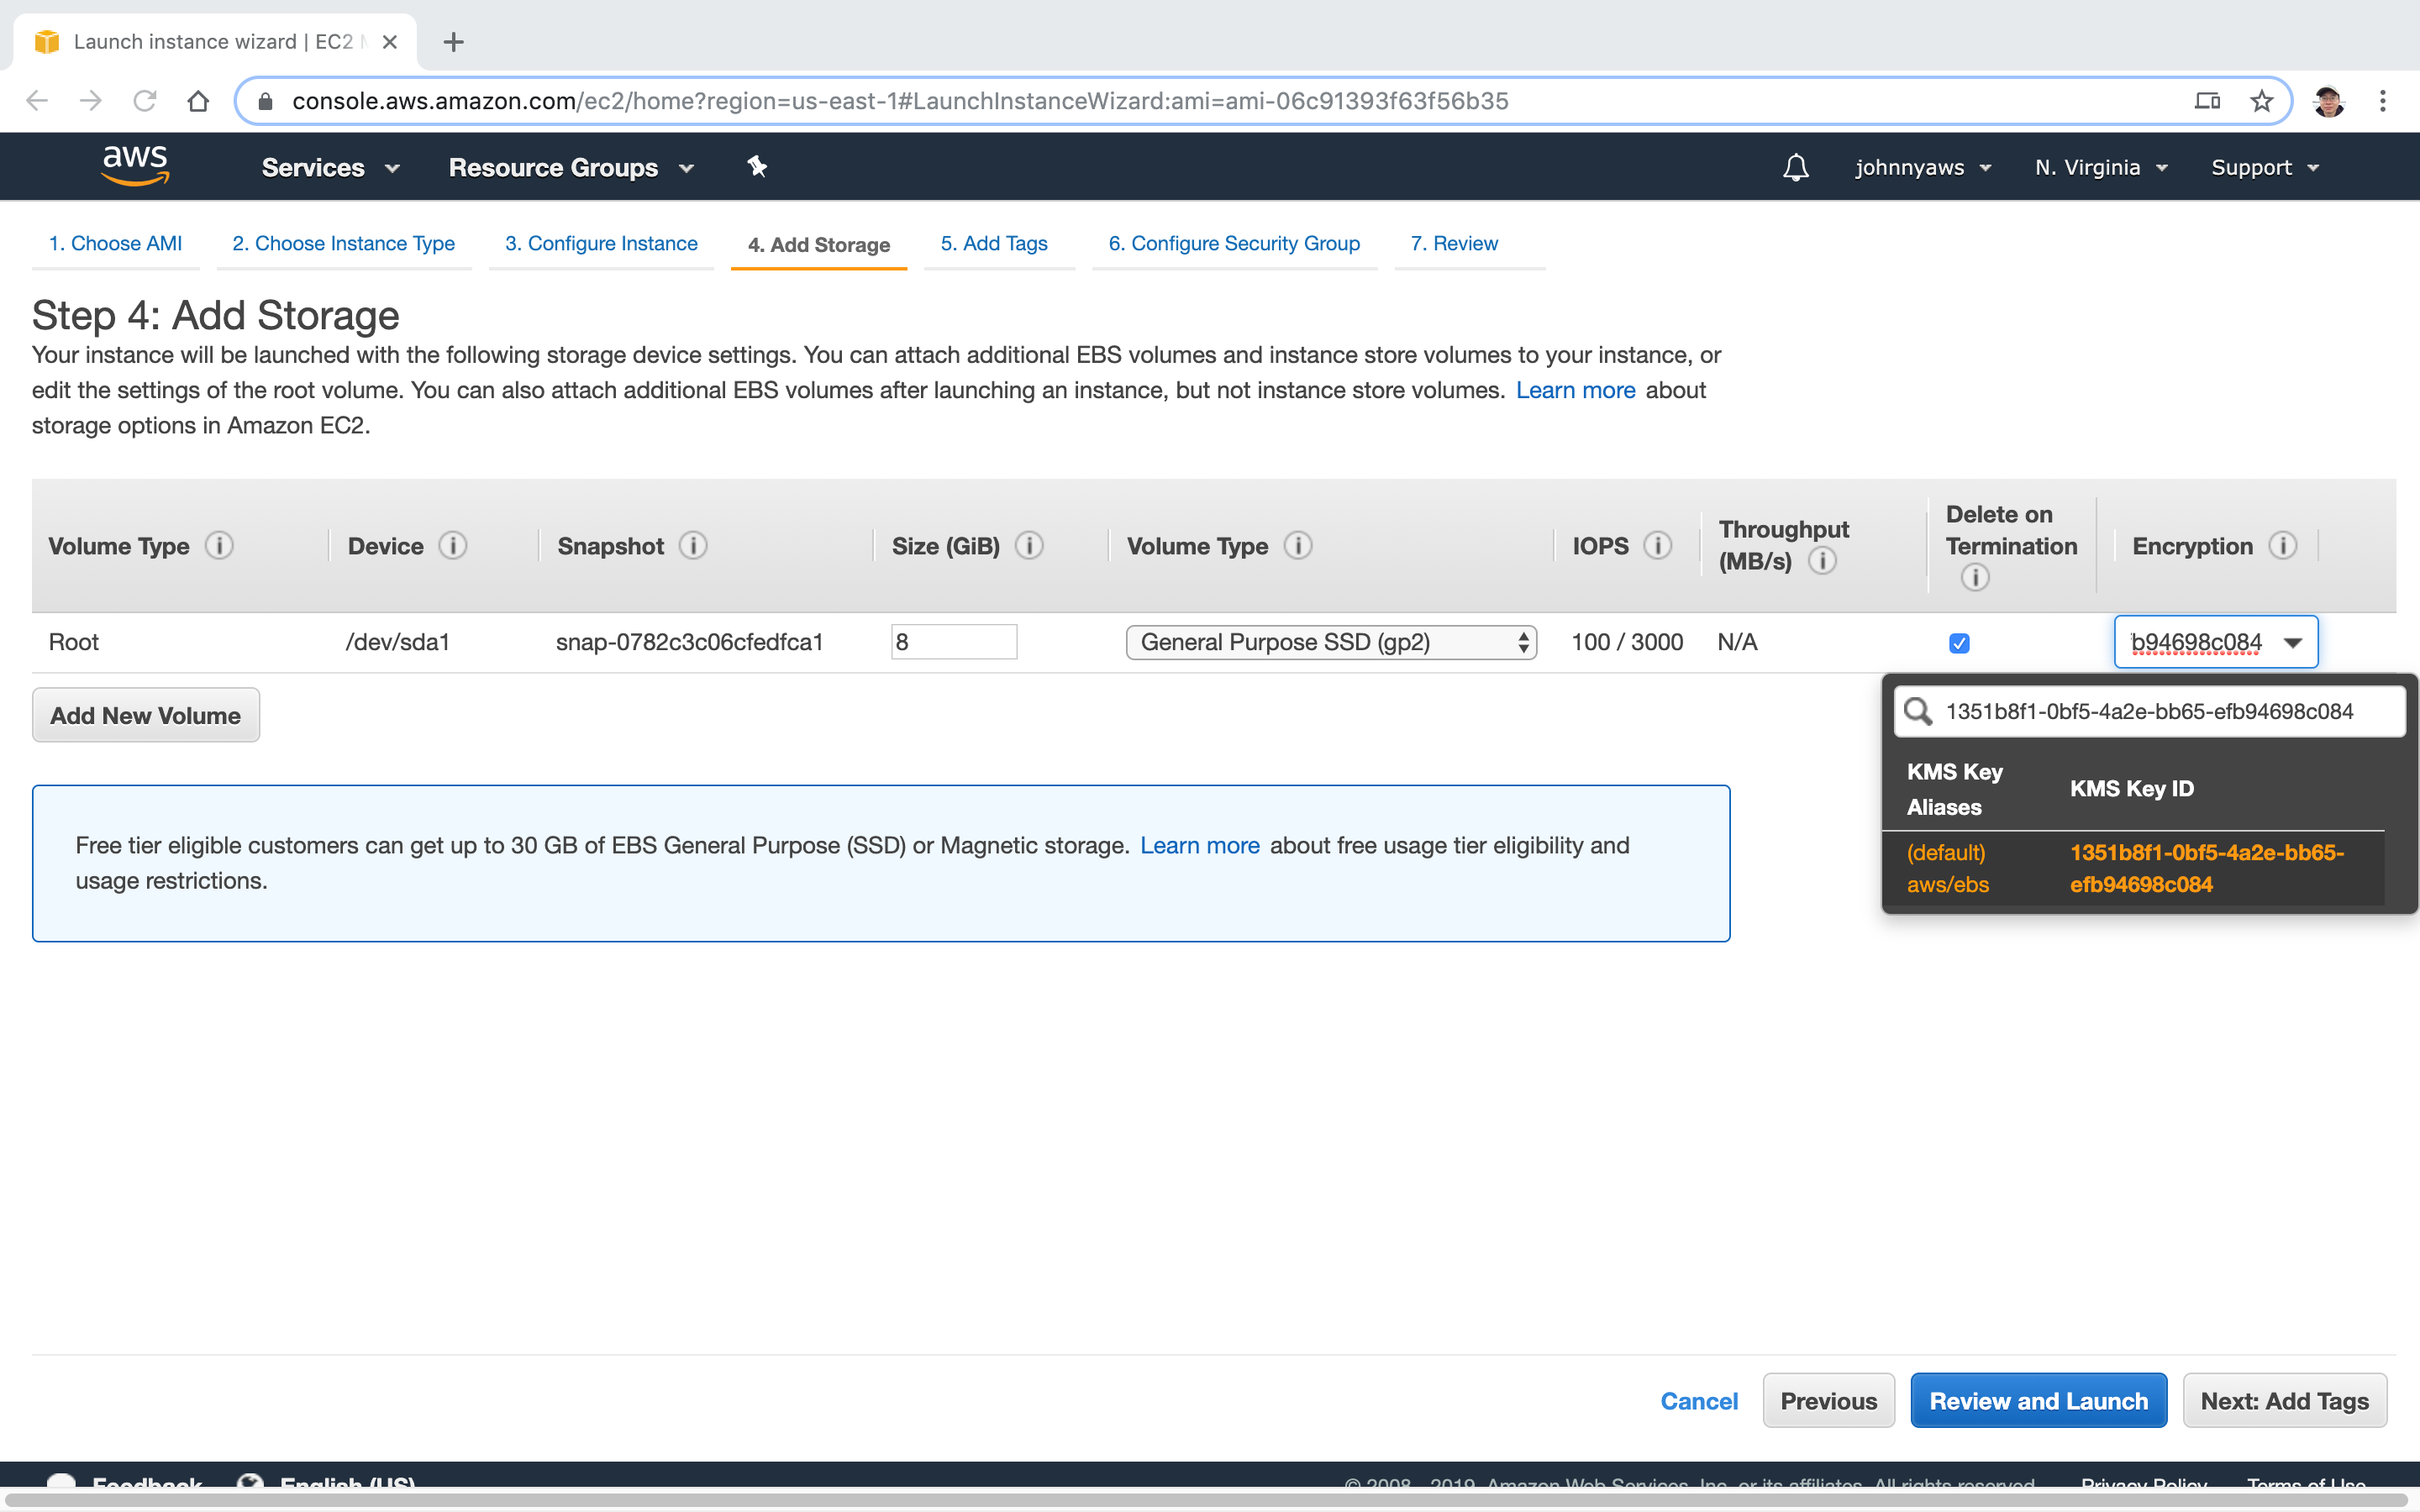 Launch instance wizard | EC2
console.aws.amazon.com/ec2/home?region=us-east-1#LaunchInstanceWizard:ami=ami-06c91393f63f56b35
aws Services Resource Groups johnnyaws N. Virginia Support
1. Choose AMI 2. Choose Instance Type 3. Configure Instance 4. Add Storage 5. Add Tags 6. Configure Security Group 7. Review
Step 4: Add Storage
Your instance will be launched with the following storage device settings. You can attach additional EBS volumes and instance store volumes to your instance, or
edit the settings of the root volume. You can also attach additional EBS volumes after launching an instance, but not instance store volumes. Learn more about
storage options in Amazon EC2.
Volume Type Device Snapshot Size (GiB) Volume Type IOPS Throughput (MB/s) Delete on Termination Encryption
Root /dev/sda1 snap-0782c3c06cfedfca1 8 General Purpose SSD (gp2) 100 / 3000 N/A b94698c084
Add New Volume
1351b8f1-0bf5-4a2e-bb65-efb94698c084
KMS Key Aliases KMS Key ID
(default) 1351b8f1-0bf5-4a2e-bb65-
aws/ebs efb94698c084
Free tier eligible customers can get up to 30 GB of EBS General Purpose (SSD) or Magnetic storage. Learn more about free usage tier eligibility and
usage restrictions.
Cancel Previous Review and Launch Next: Add Tags
Feedback English (US) © 2008 - 2019, Amazon Web Services, Inc. or its affiliates. All rights reserved. Privacy Policy Terms of Use